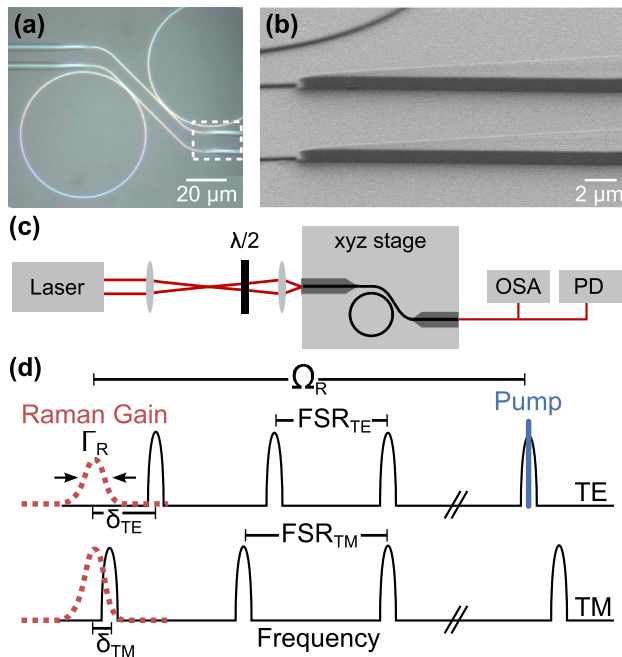 (a)
20 μm
(b)
2 μm
(c)
λ/2
xyz stage
Laser
OSA
PD
(d)
Ω_R
Raman Gain
Pump
Γ_R
FSR_TE
δ_TE
TE
FSR_TM
δ_TM
Frequency
TM